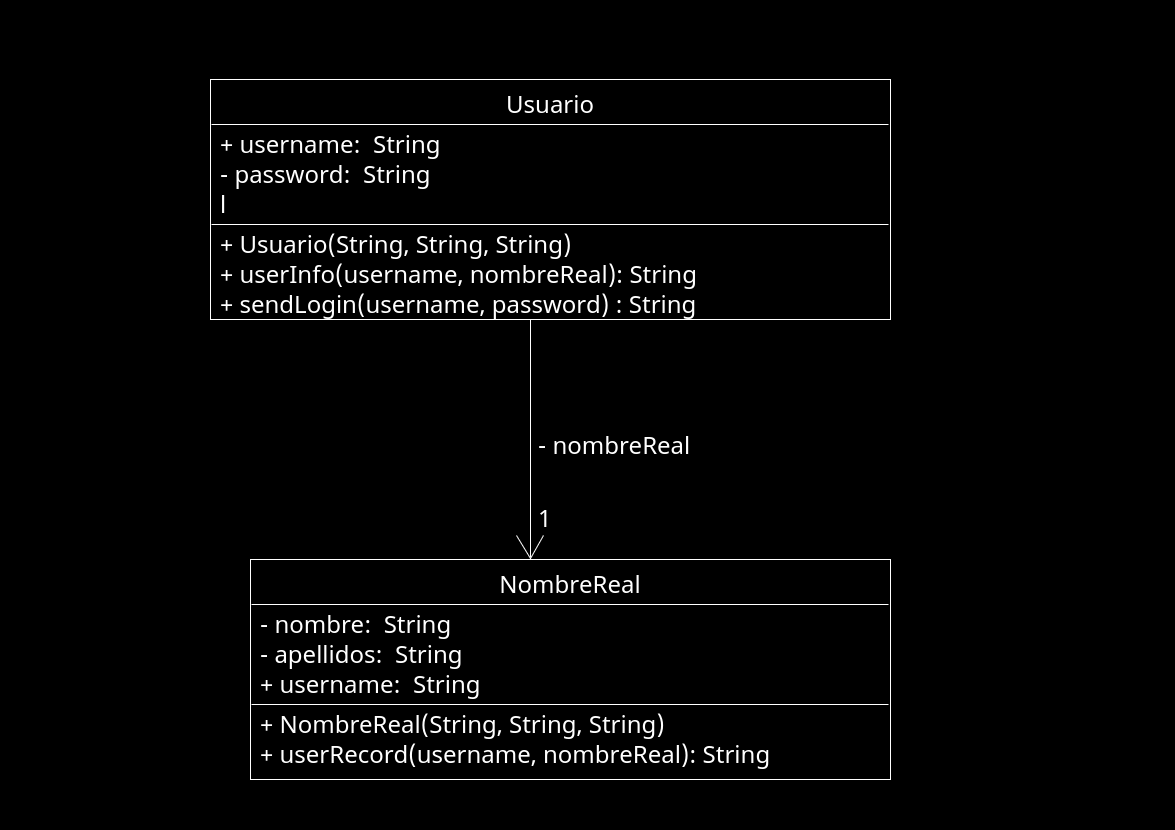 Usuario
+ username:  String
- password:  String
l
+ Usuario(String, String, String)
+ userInfo(username, nombreReal): String
+ sendLogin(username, password) : String
- nombreReal
1
NombreReal
- nombre:  String
- apellidos:  String
+ username:  String
+ NombreReal(String, String, String)
+ userRecord(username, nombreReal): String